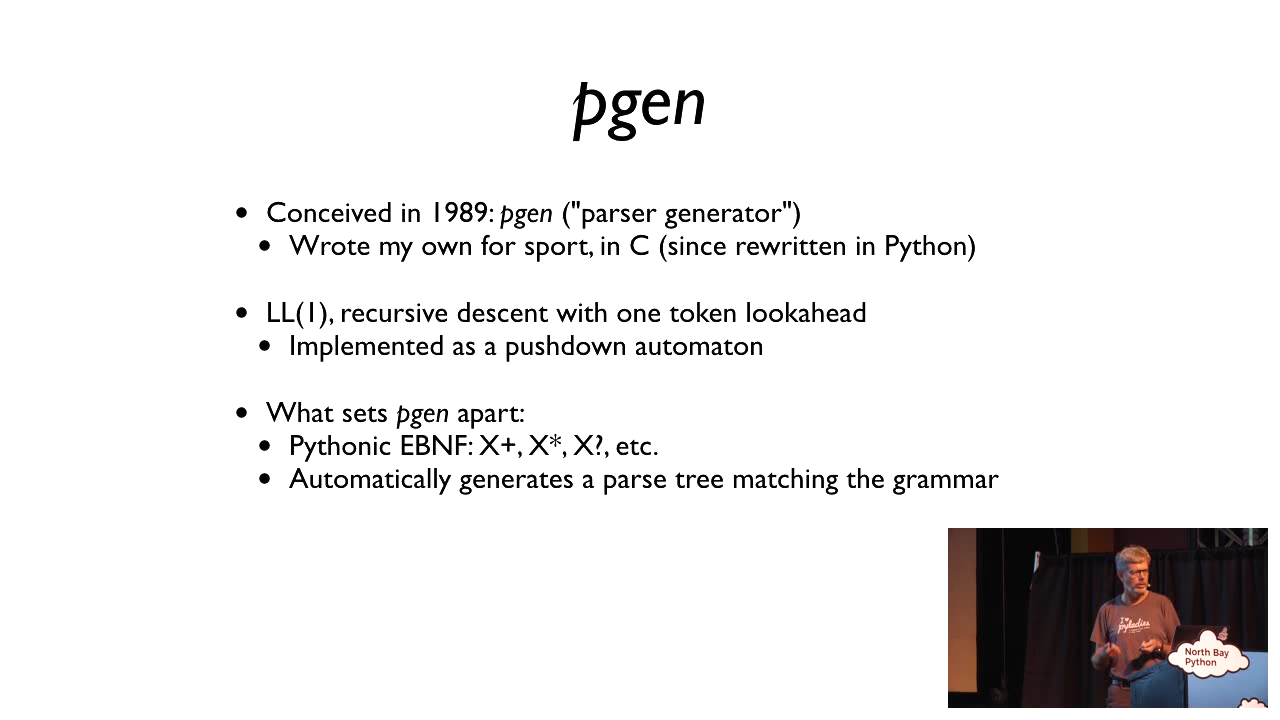 pgen
• Conceived in 1989: pgen ("parser generator")
• Wrote my own for sport, in C (since rewritten in Python)
• LL(1), recursive descent with one token lookahead
• Implemented as a pushdown automaton
• What sets pgen apart:
• Pythonic EBNF: X+, X*, X?, etc.
• Automatically generates a parse tree matching the grammar
I ♥
pyladies
North Bay
Python